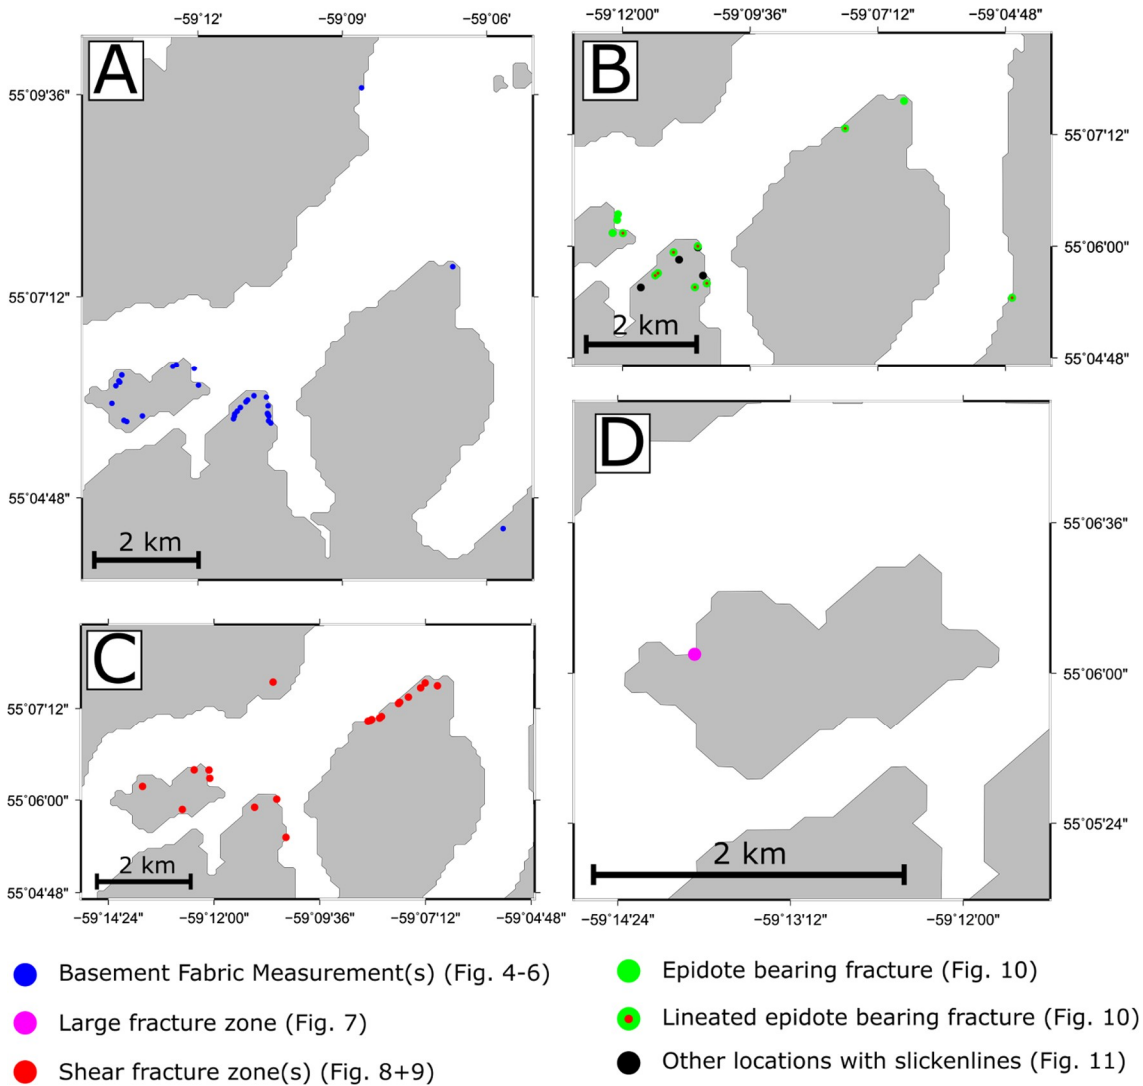 −59˚12"
−59˚09"
−59˚06"
A
55˚09'36"
55˚07'12"
55˚04'48"
2 km
−59˚12'00"
−59˚09'36"
−59˚07'12"
−59˚04'48"
B
55˚07'12"
55˚06'00"
55˚04'48"
2 km
C
55˚07'12"
55˚06'00"
55˚04'48"
2 km
−59˚14'24"
−59˚12'00"
−59˚09'36"
−59˚07'12"
−59˚04'48"
D
55˚06'36"
55˚06'00"
55˚05'24"
2 km
−59˚14'24"
−59˚13'12"
−59˚12'00"
Basement Fabric Measurement(s) (Fig. 4-6)
Large fracture zone (Fig. 7)
Shear fracture zone(s) (Fig. 8+9)
Epidote bearing fracture (Fig. 10)
Lineated epidote bearing fracture (Fig. 10)
Other locations with slickenlines (Fig. 11)